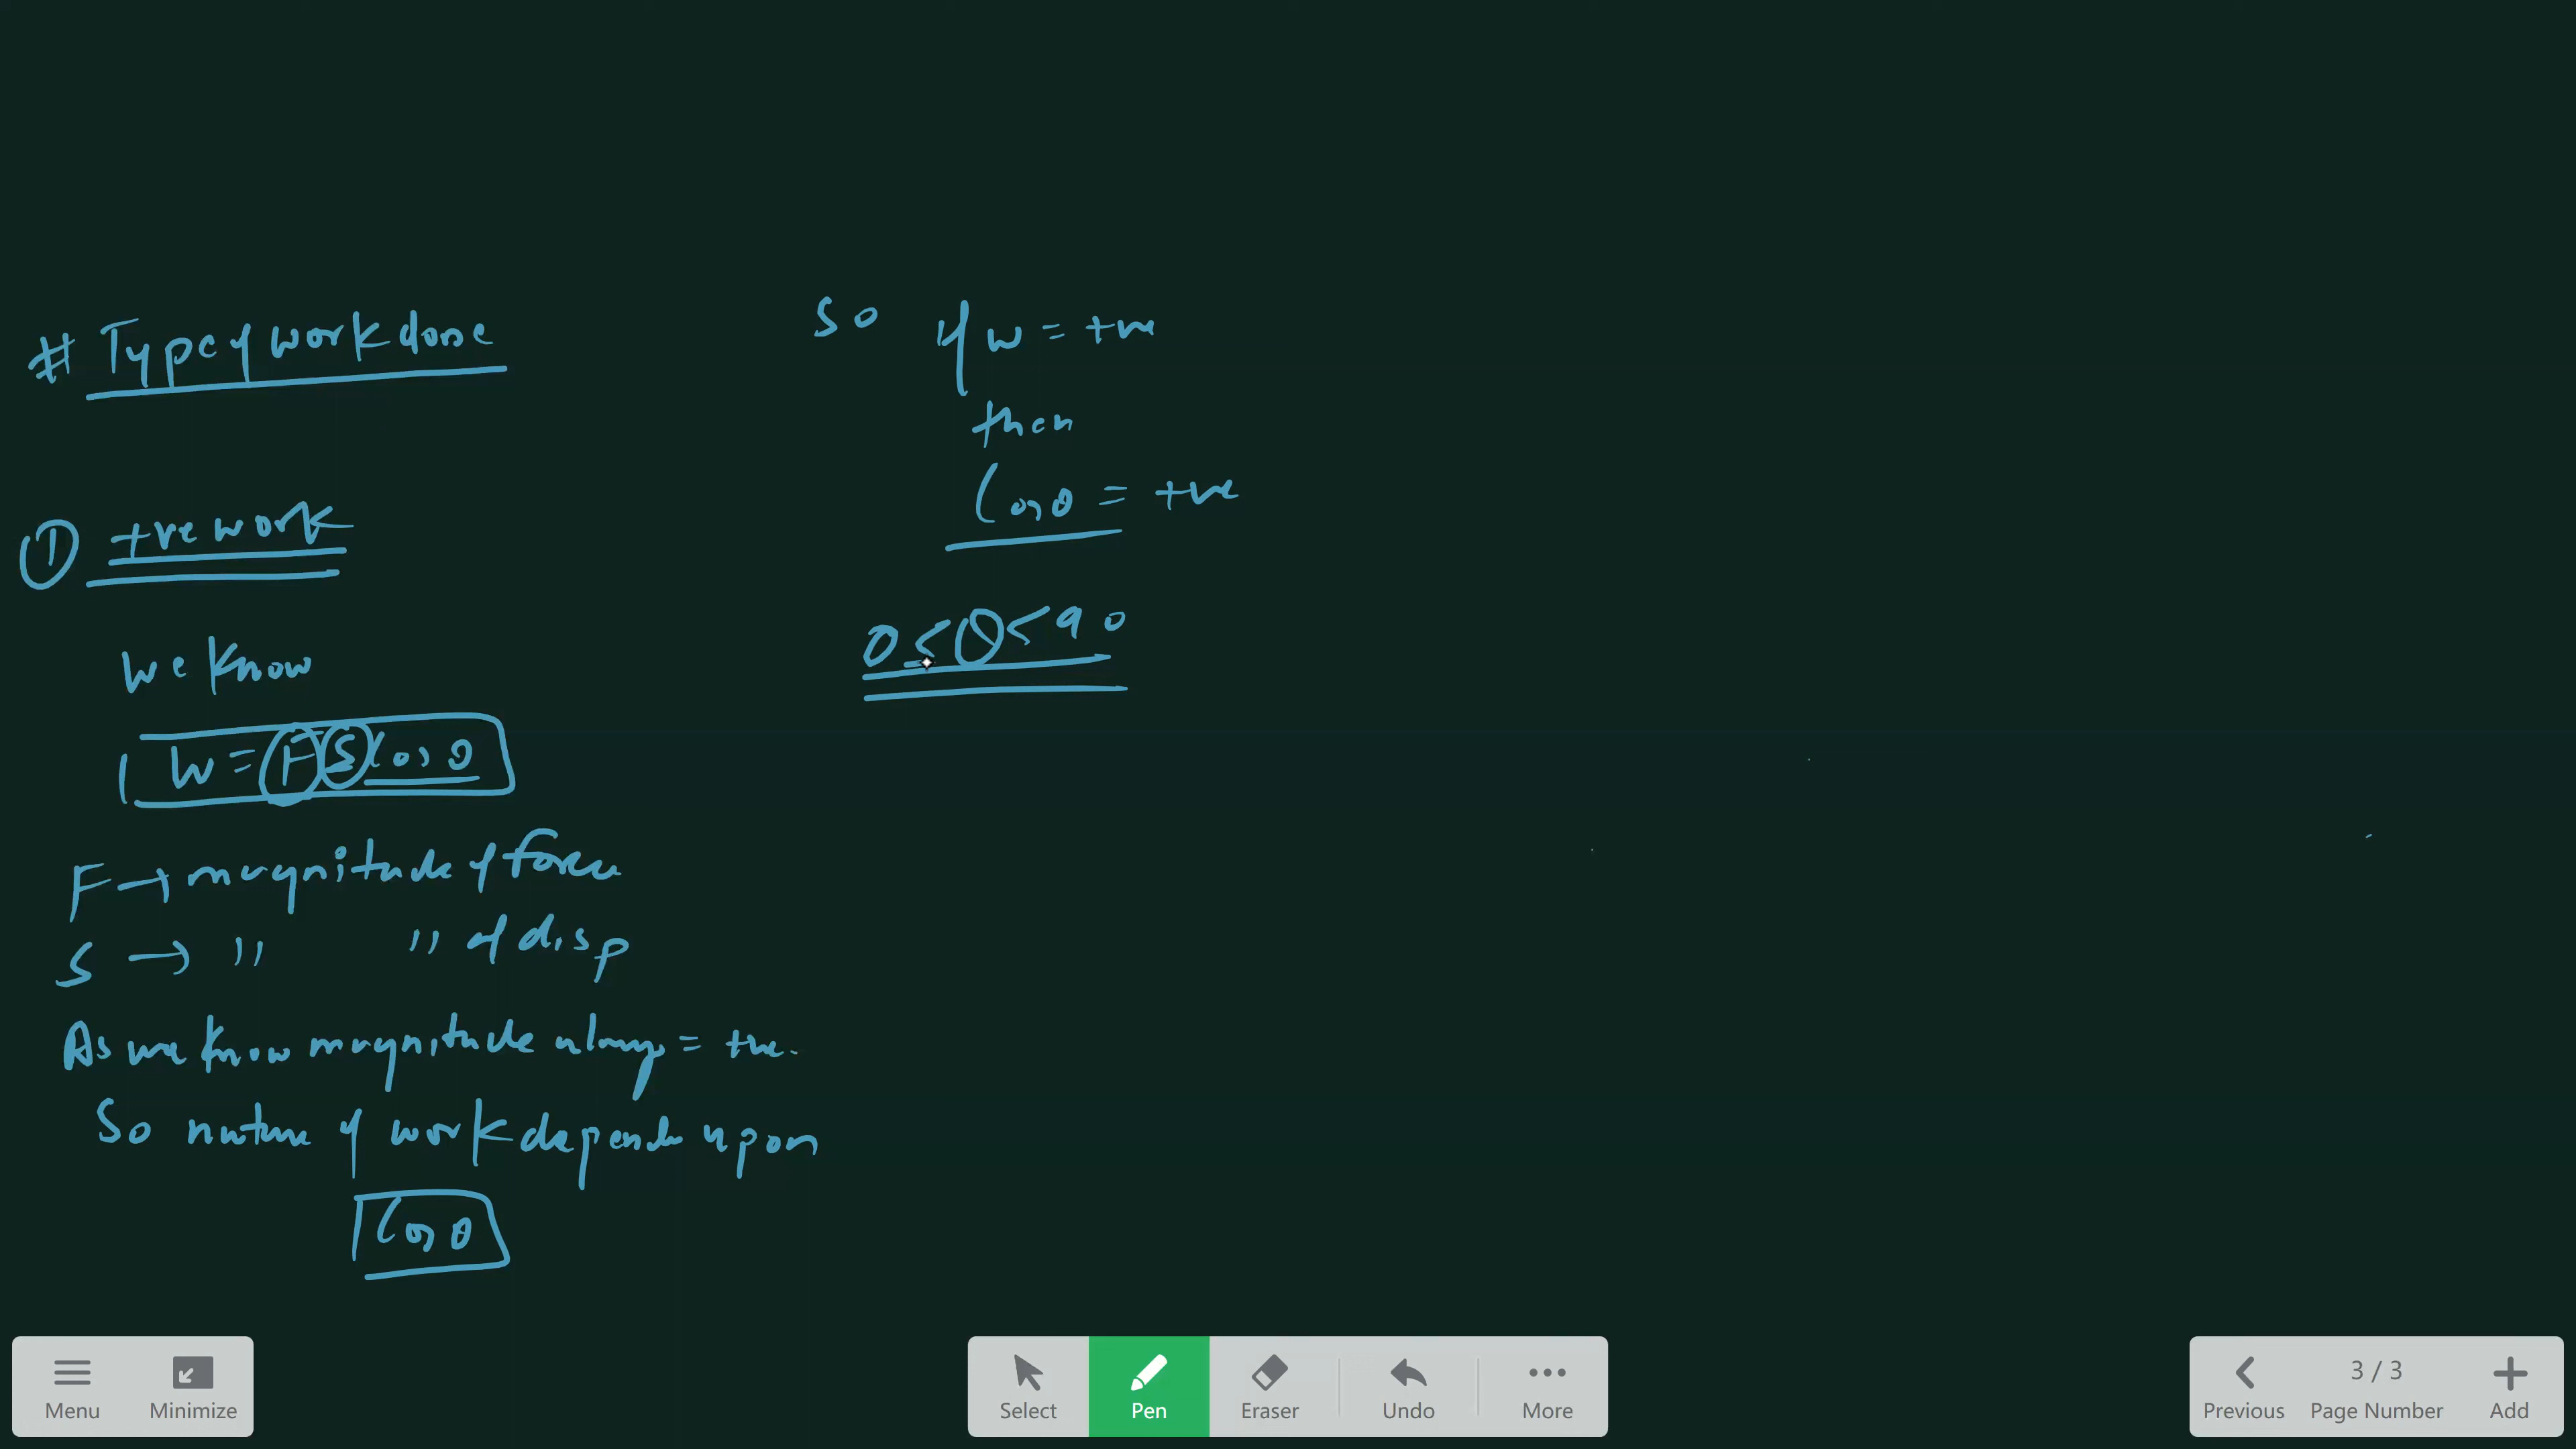 # Type of work done
① +ve work
We know
W = F S Cos θ
F → magnitude of force
S → " " of disp
As we know magnitude always = +ve.
So nature of work depends upon
Cos θ
So if w = +ve
then
Cos θ = +ve
0 ≤ θ < 90
Menu
Minimize
Select
Pen
Eraser
Undo
More
Previous
3 / 3
Page Number
Add